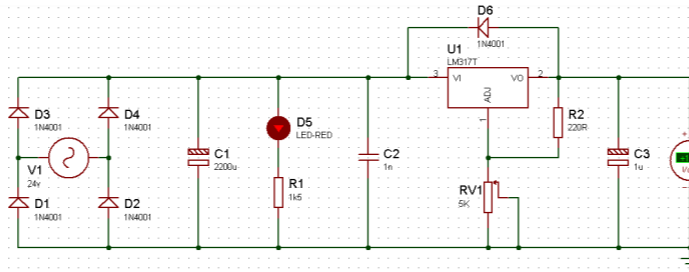 D6
1N4001
U1
LM317T
3
VI
VO
2
ADJ
1
D3
1N4001
D4
1N4001
D5
LED-RED
R2
220R
V1
24v
C1
2200u
C2
1n
C3
1u
D1
1N4001
D2
1N4001
R1
1k5
RV1
5K
+